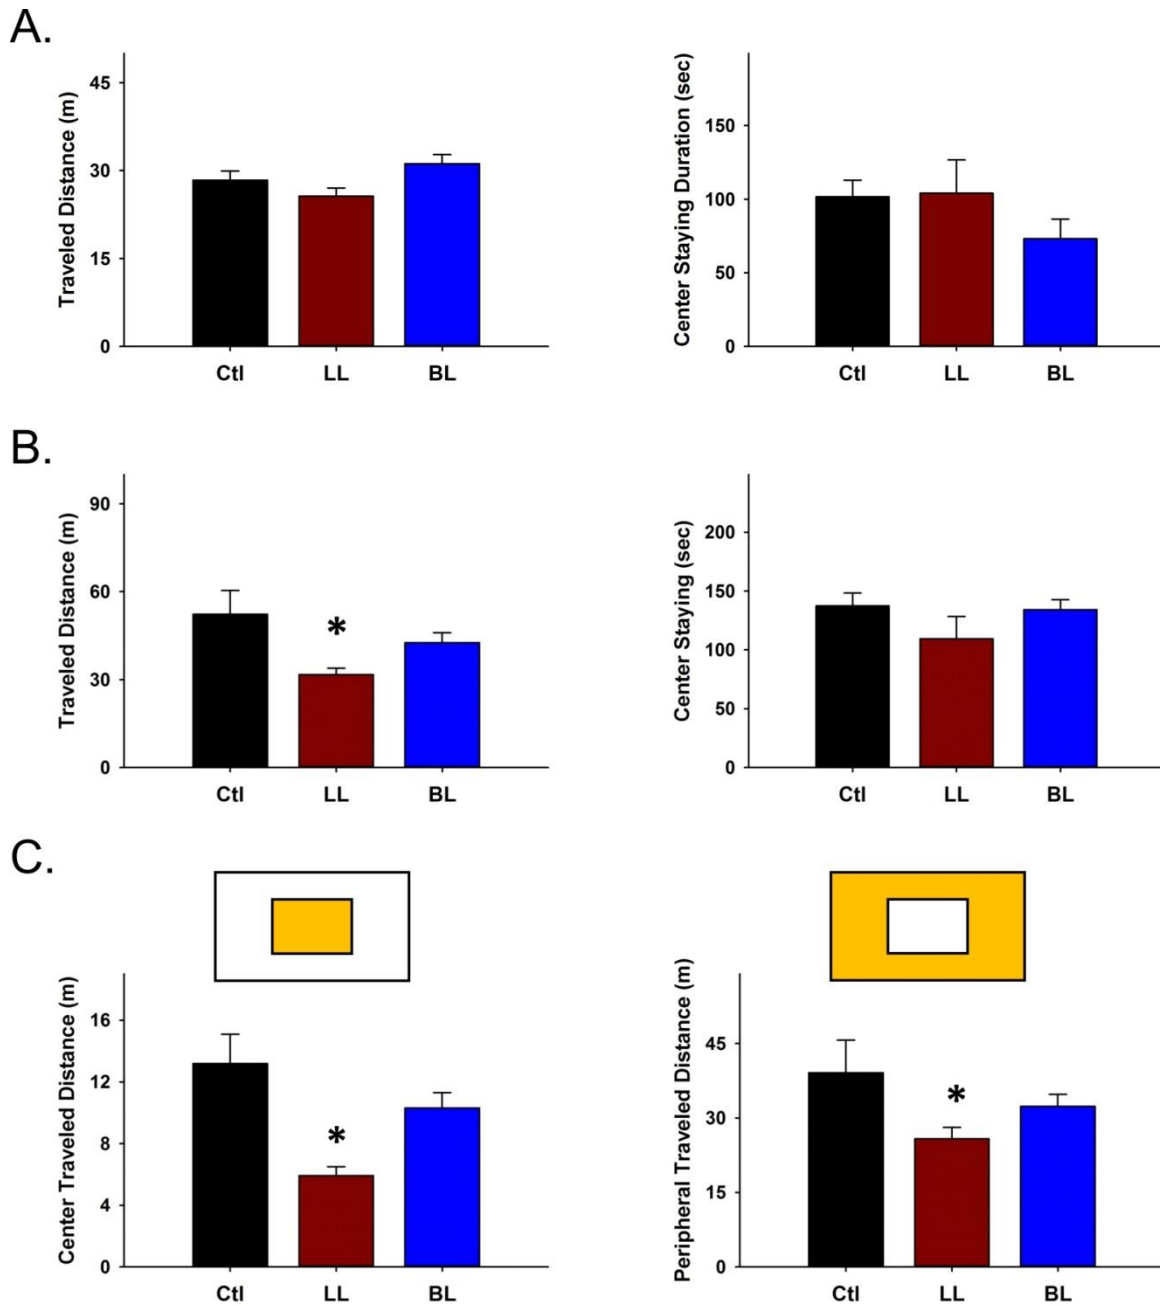 A.
Traveled Distance (m)
45
30
15
0
Ctl LL BL
Center Staying Duration (sec)
150
100
50
0
Ctl LL BL
B.
Traveled Distance (m)
90
60
30
0
*
Ctl LL BL
Center Staying (sec)
200
150
100
50
0
Ctl LL BL
C.
Center Traveled Distance (m)
16
12
8
4
0
*
Ctl LL BL
Peripheral Traveled Distance (m)
45
30
15
0
*
Ctl LL BL